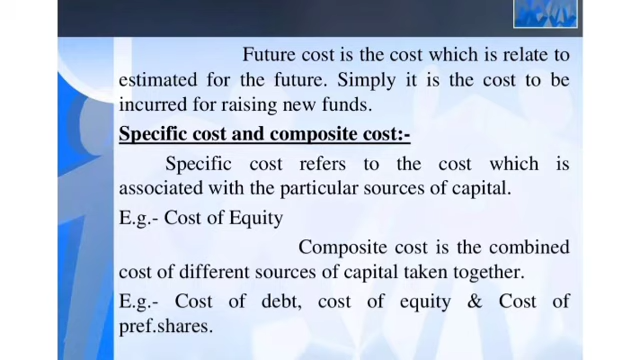 Future cost is the cost which is relate to
estimated for the future. Simply it is the cost to be
incurred for raising new funds.
Specific cost and composite cost:-
Specific cost refers to the cost which is
associated with the particular sources of capital.
E.g.- Cost of Equity
Composite cost is the combined
cost of different sources of capital taken together.
E.g.- Cost of debt, cost of equity & Cost of
pref.shares.